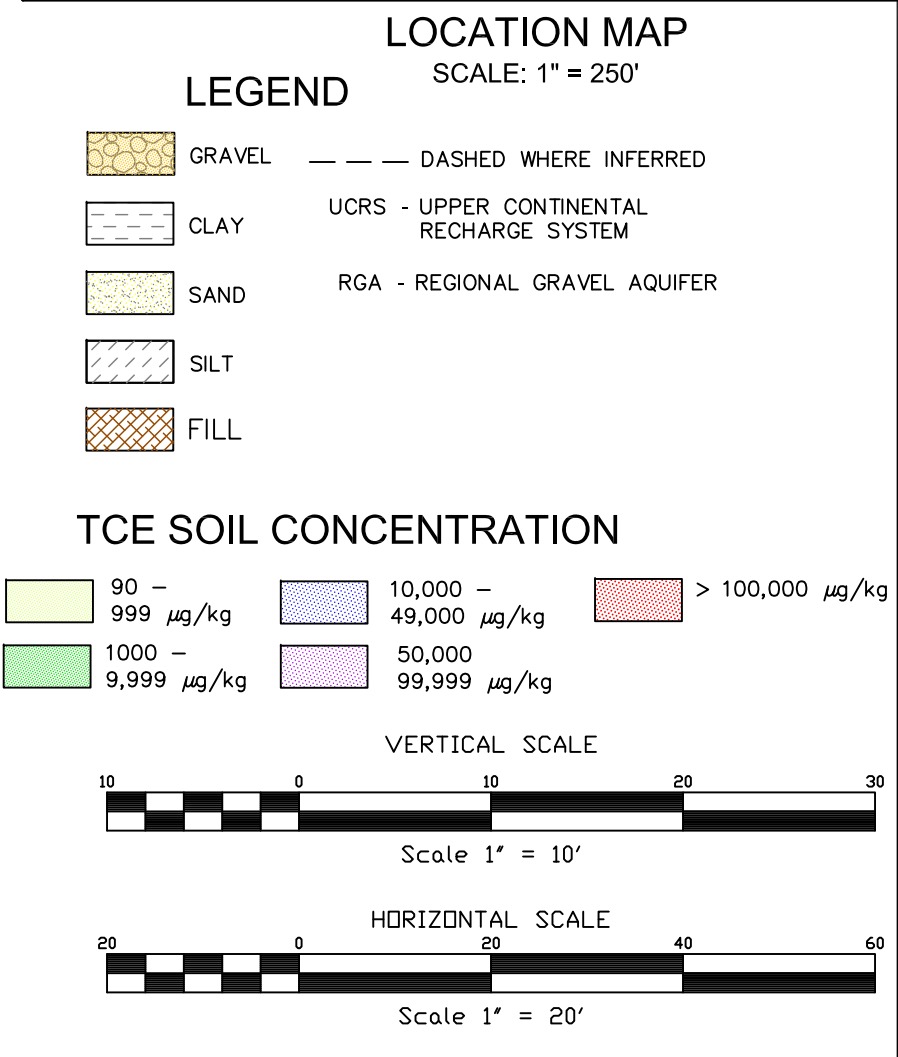 LOCATION MAP
SCALE: 1" = 250'
LEGEND
GRAVEL
— — — DASHED WHERE INFERRED
CLAY
UCRS - UPPER CONTINENTAL
RECHARGE SYSTEM
SAND
RGA - REGIONAL GRAVEL AQUIFER
SILT
FILL
TCE SOIL CONCENTRATION
90 –
999 µg/kg
10,000 –
49,000 µg/kg
> 100,000 µg/kg
1000 –
9,999 µg/kg
50,000
99,999 µg/kg
VERTICAL SCALE
10 0 10 20 30
Scale 1" = 10'
HORIZONTAL SCALE
20 0 20 40 60
Scale 1" = 20'